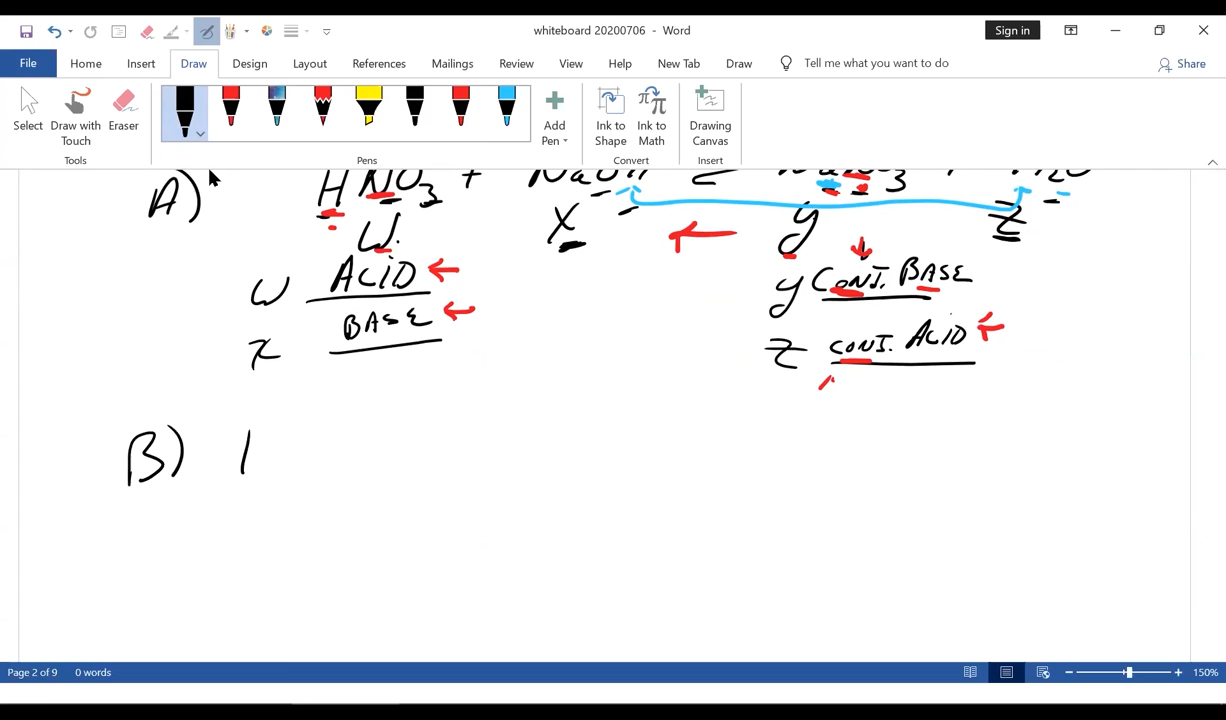 whiteboard 20200706 - Word
Sign in
File Home Insert Draw Design Layout References Mailings Review View Help New Tab Draw Tell me what you want to do Share
Select Draw with Touch Eraser Add Pen Ink to Shape Ink to Math Drawing Canvas
Tools Pens Convert Insert
A) HNO3 + NaOH
W. X y Z
W ACID y CONJ. BASE
X BASE Z CONJ. ACID
B)
Page 2 of 9 0 words 150%